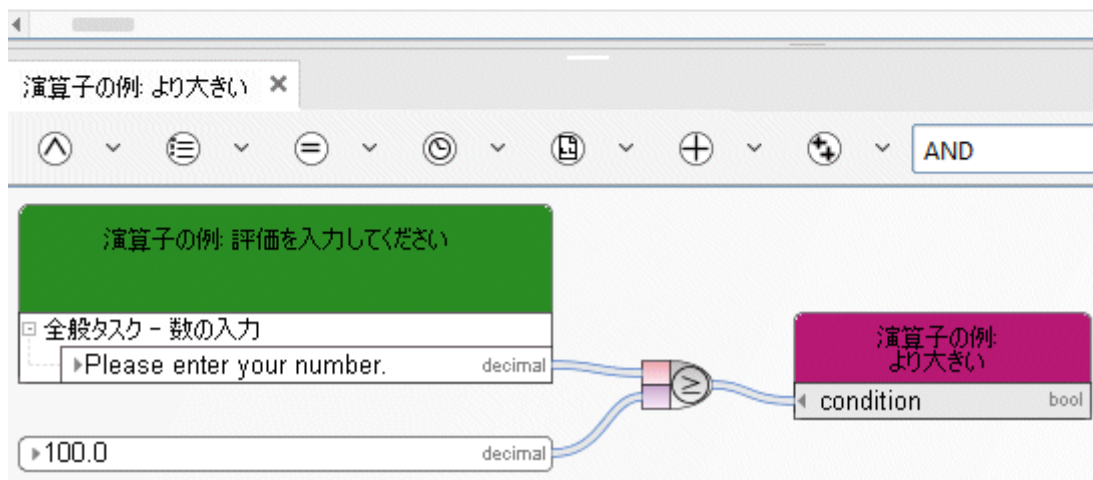 演算子の例: より大きい
AND
演算子の例: 評価を入力してください
全般タスク - 数の入力
Please enter your number. decimal
100.0 decimal
≥
演算子の例:
より大きい
condition bool